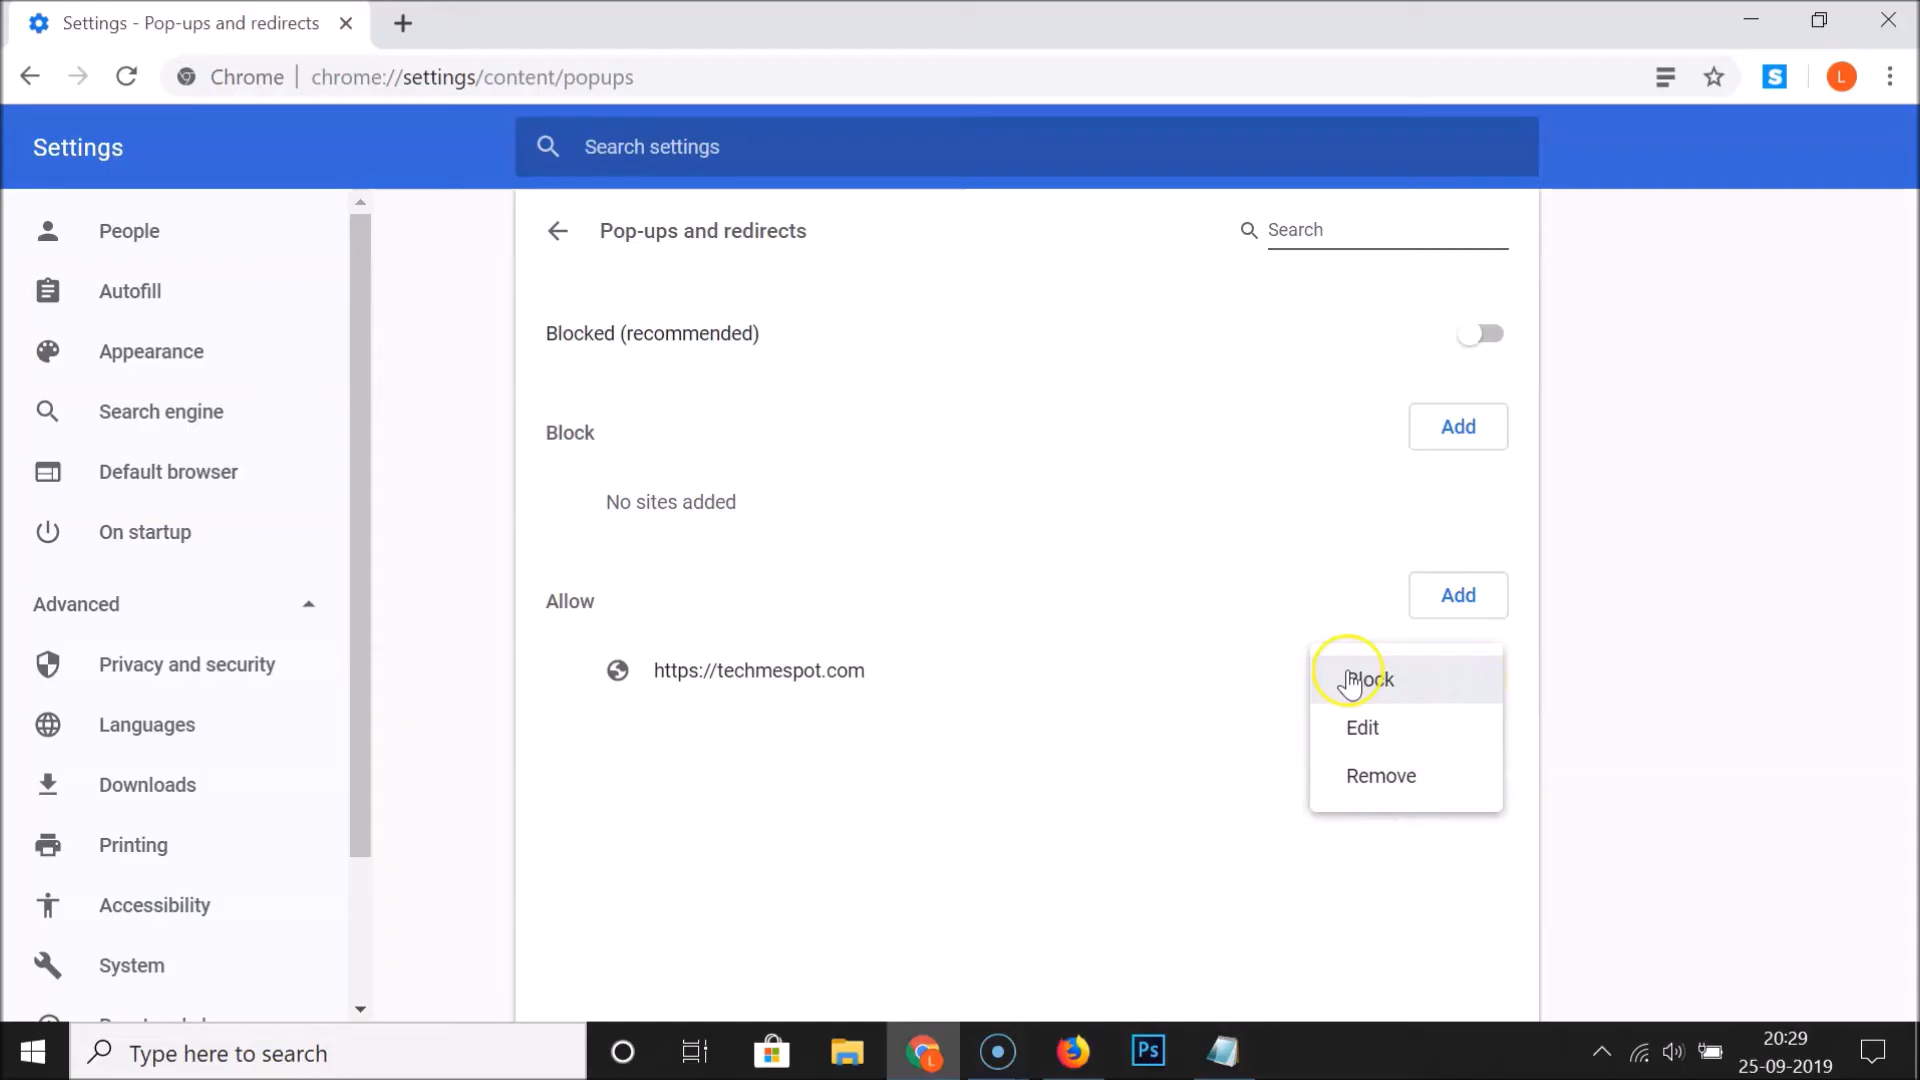 Settings - Pop-ups and redirects
Chrome
chrome://settings/content/popups
S
L
Settings
Search settings
People
Autofill
Appearance
Search engine
Default browser
On startup
Advanced
Privacy and security
Languages
Downloads
Printing
Accessibility
System
Pop-ups and redirects
Search
Blocked (recommended)
Block
Add
No sites added
Allow
Add
https://techmespot.com
Block
Edit
Remove
Type here to search
L
Ps
20:29
25-09-2019